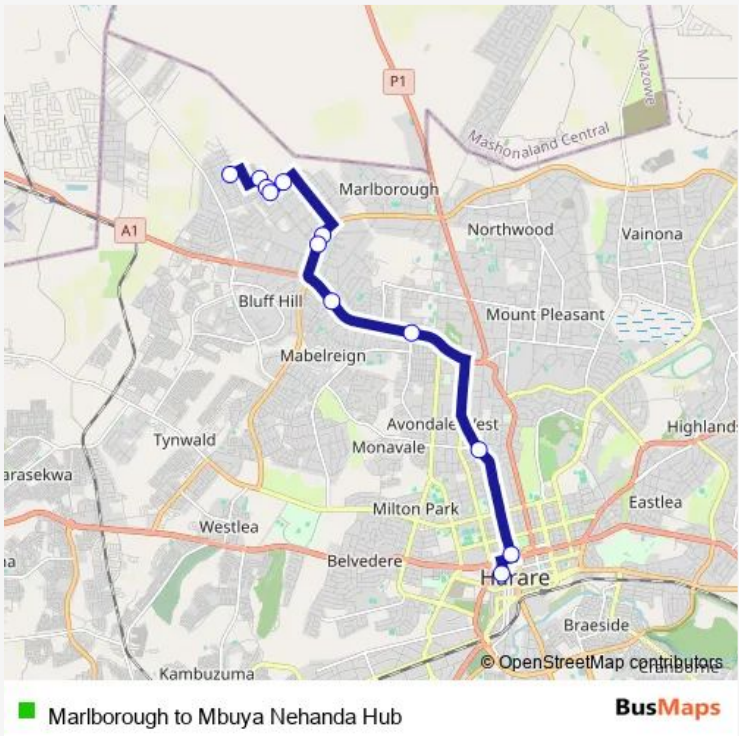 P1
Mazowe
Mashonaland Central
Marlborough
A1
Northwood
Vainona
Bluff Hill
Mount Pleasant
Mabelreign
Avondale West
Highland
Tynwald
Monavale
arasekwa
Milton Park
Eastlea
Westlea
Belvedere
na
Harare
Braeside
Kambuzuma
© OpenStreetMap contributors
Marlborough to Mbuya Nehanda Hub
BusMaps